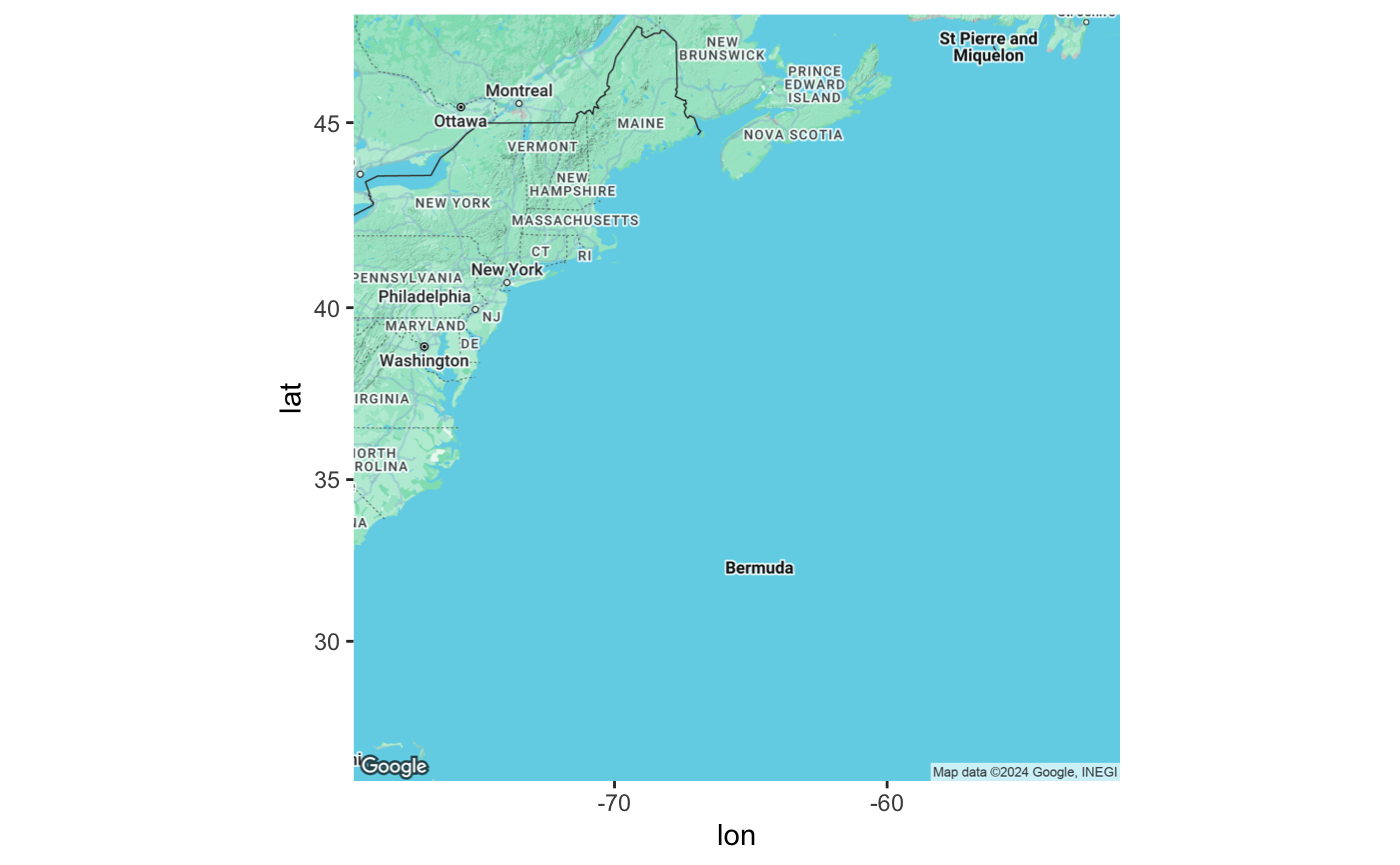 St Pierre and
Miquelon
NEW
BRUNSWICK
PRINCE
EDWARD
ISLAND
Montreal
45
Ottawa
MAINE
NOVA SCOTIA
VERMONT
NEW
HAMPSHIRE
NEW YORK
MASSACHUSETTS
CT
RI
New York
PENNSYLVANIA
Philadelphia
40
NJ
MARYLAND
DE
Washington
lat
IRGINIA
ORTH
ROLINA
35
NA
Bermuda
30
Google
Map data ©2024 Google, INEGI
-70
-60
lon